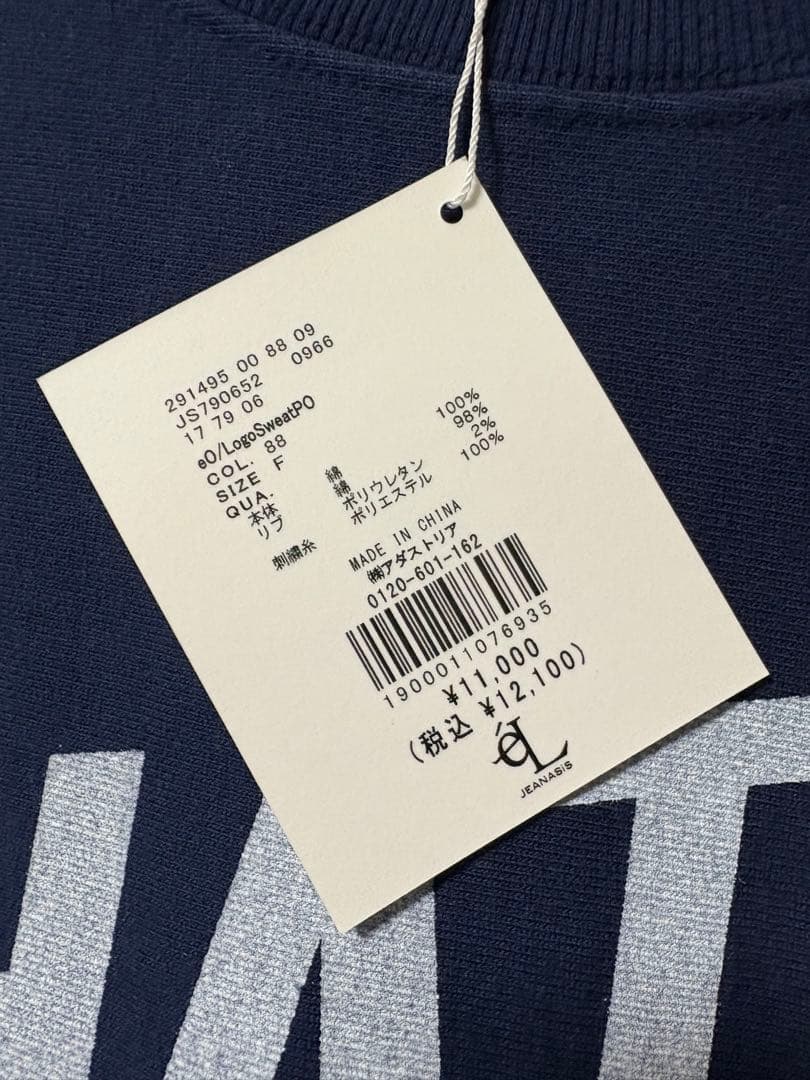 291495 00 88 09
JS790652 0966
17 79 06
eO/LogoSweatPO
COL. 88
SIZE F
QUA.
本体 綿 100%
リブ 綿 98%
ポリウレタン 2%
刺繍糸 ポリエステル 100%
MADE IN CHINA
㈱アダストリア
0120-601-162
1900011076935
¥11,000
(税込 ¥12,100)
éL
JEANASiS
AT